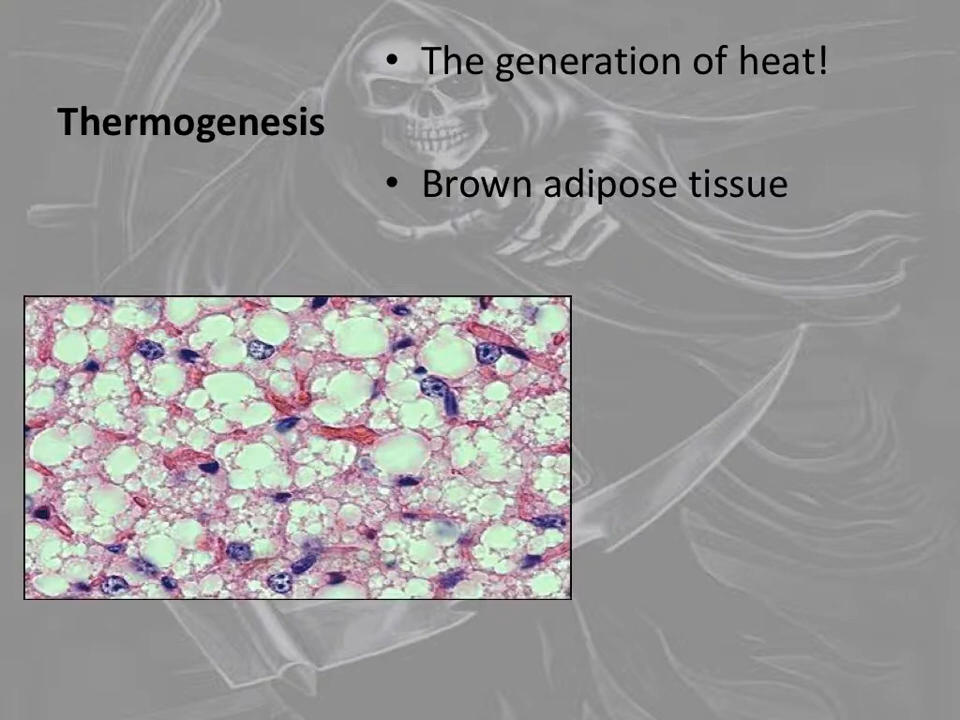 Thermogenesis
• The generation of heat!
• Brown adipose tissue